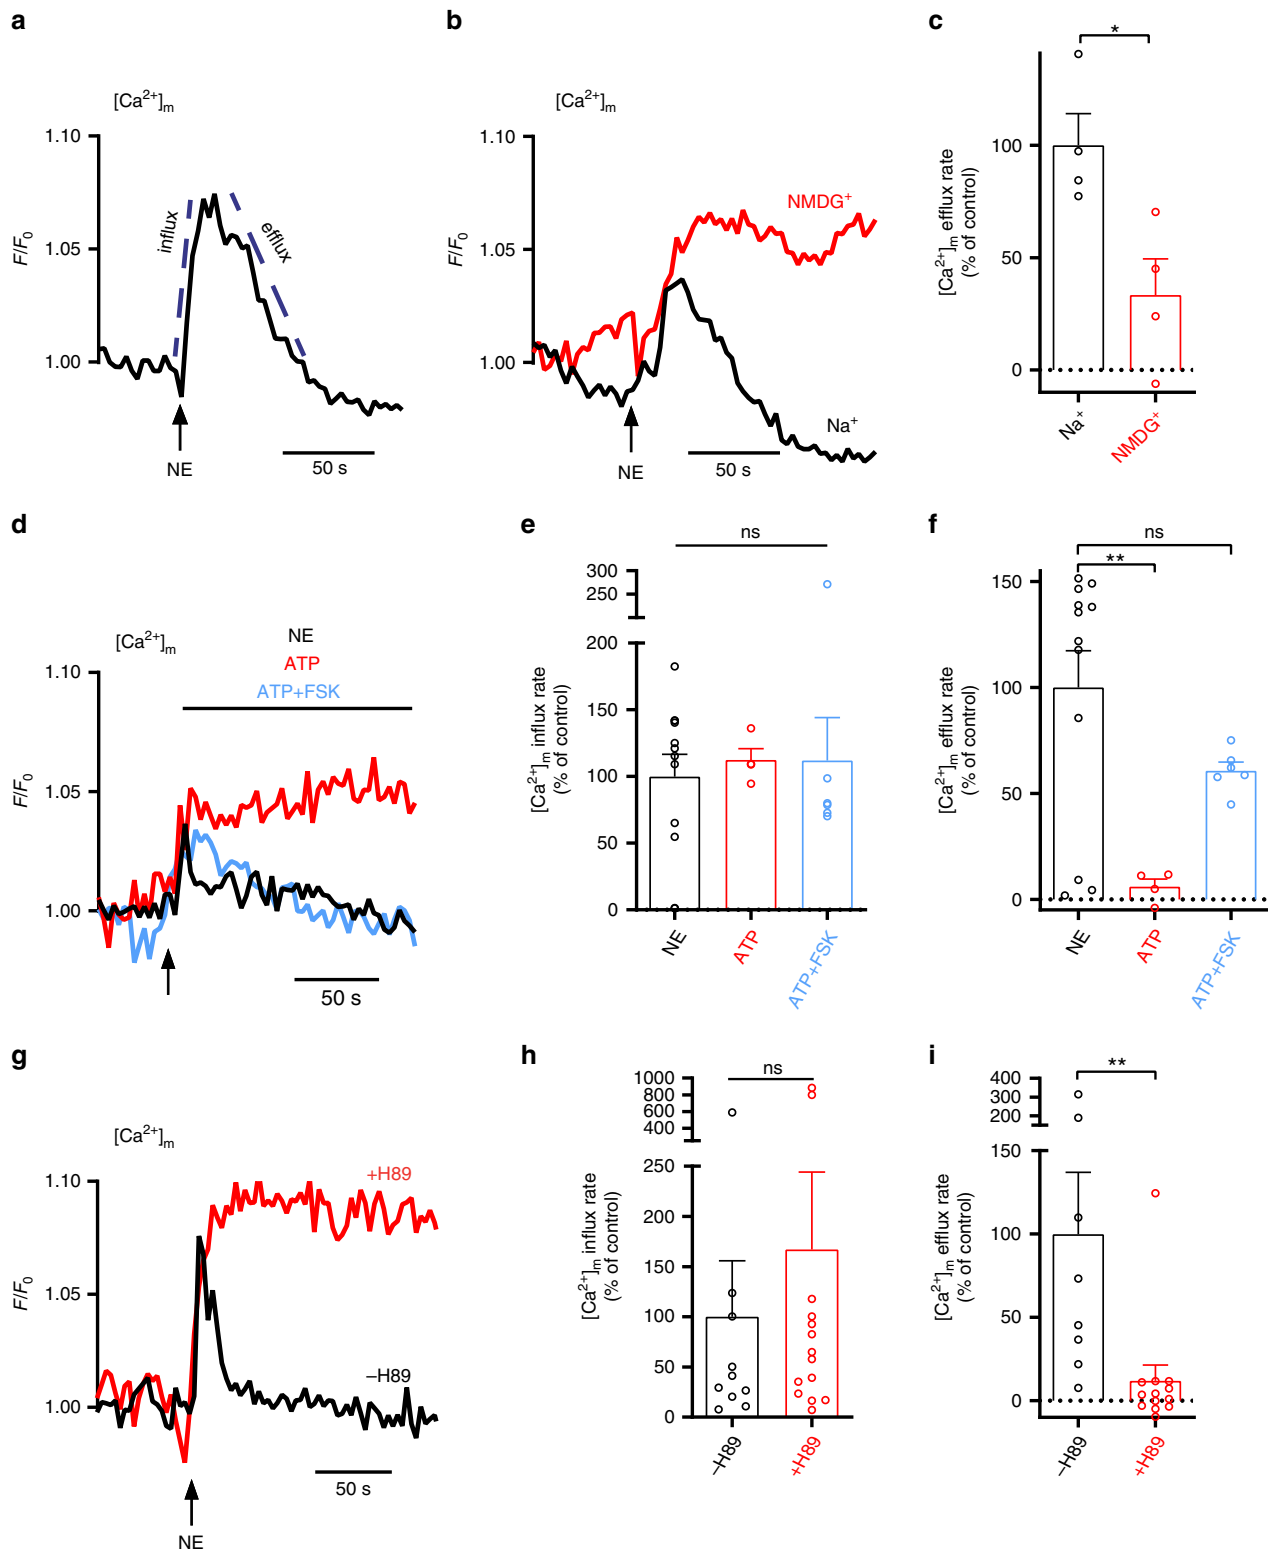 a
[Ca2+]m
1.10
1.05
1.00
F/F0
influx
efflux
NE
50 s
b
[Ca2+]m
1.10
1.05
1.00
F/F0
NMDG+
Na+
NE
50 s
c
*
[Ca2+]m efflux rate
(% of control)
100
50
0
Na+
NMDG+
d
[Ca2+]m
NE
ATP
ATP+FSK
1.10
1.05
1.00
F/F0
50 s
e
ns
[Ca2+]m influx rate
(% of control)
300
250
200
150
100
50
0
NE
ATP
ATP+FSK
f
ns
**
[Ca2+]m efflux rate
(% of control)
150
100
50
0
NE
ATP
ATP+FSK
g
[Ca2+]m
1.10
1.05
1.00
F/F0
+H89
–H89
50 s
NE
h
ns
[Ca2+]m influx rate
(% of control)
1000
800
600
400
250
200
150
100
50
0
–H89
+H89
i
**
[Ca2+]m efflux rate
(% of control)
400
300
200
150
100
50
0
–H89
+H89